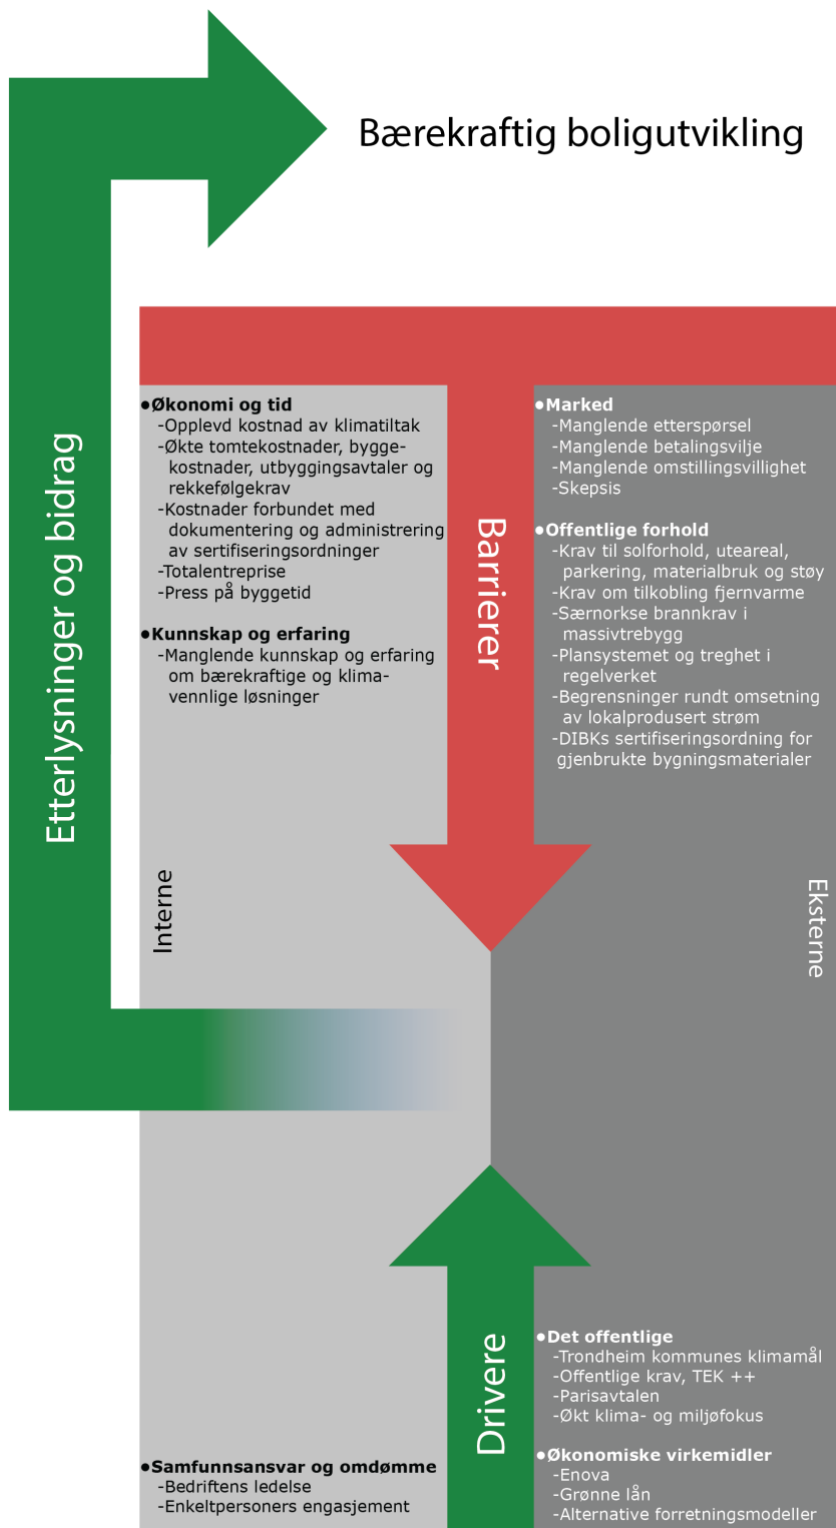 Bærekraftig boligutvikling
Etterlysninger og bidrag
Barrierer
•Økonomi og tid
-Opplevd kostnad av klimatiltak
-Økte tomtekostnader, bygge-
kostnader, utbyggingsavtaler og
rekkefølgekrav
-Kostnader forbundet med
dokumentering og administrering
av sertifiseringsordninger
-Totalentreprise
-Press på byggetid
•Kunnskap og erfaring
-Manglende kunnskap og erfaring
om bærekraftige og klima-
vennlige løsninger
•Marked
-Manglende etterspørsel
-Manglende betalingsvilje
-Manglende omstillingsvillighet
-Skepsis
•Offentlige forhold
-Krav til solforhold, uteareal,
parkering, materialbruk og støy
-Krav om tilkobling fjernvarme
-Særnorkse brannkrav i
massivtrebygg
-Plansystemet og treghet i
regelverket
-Begrensninger rundt omsetning
av lokalprodusert strøm
-DIBKs sertifiseringsordning for
gjenbrukte bygningsmaterialer
Interne
Eksterne
Drivere
•Samfunnsansvar og omdømme
-Bedriftens ledelse
-Enkeltpersoners engasjement
•Det offentlige
-Trondheim kommunes klimamål
-Offentlige krav, TEK ++
-Parisavtalen
-Økt klima- og miljøfokus
•Økonomiske virkemidler
-Enova
-Grønne lån
-Alternative forretningsmodeller